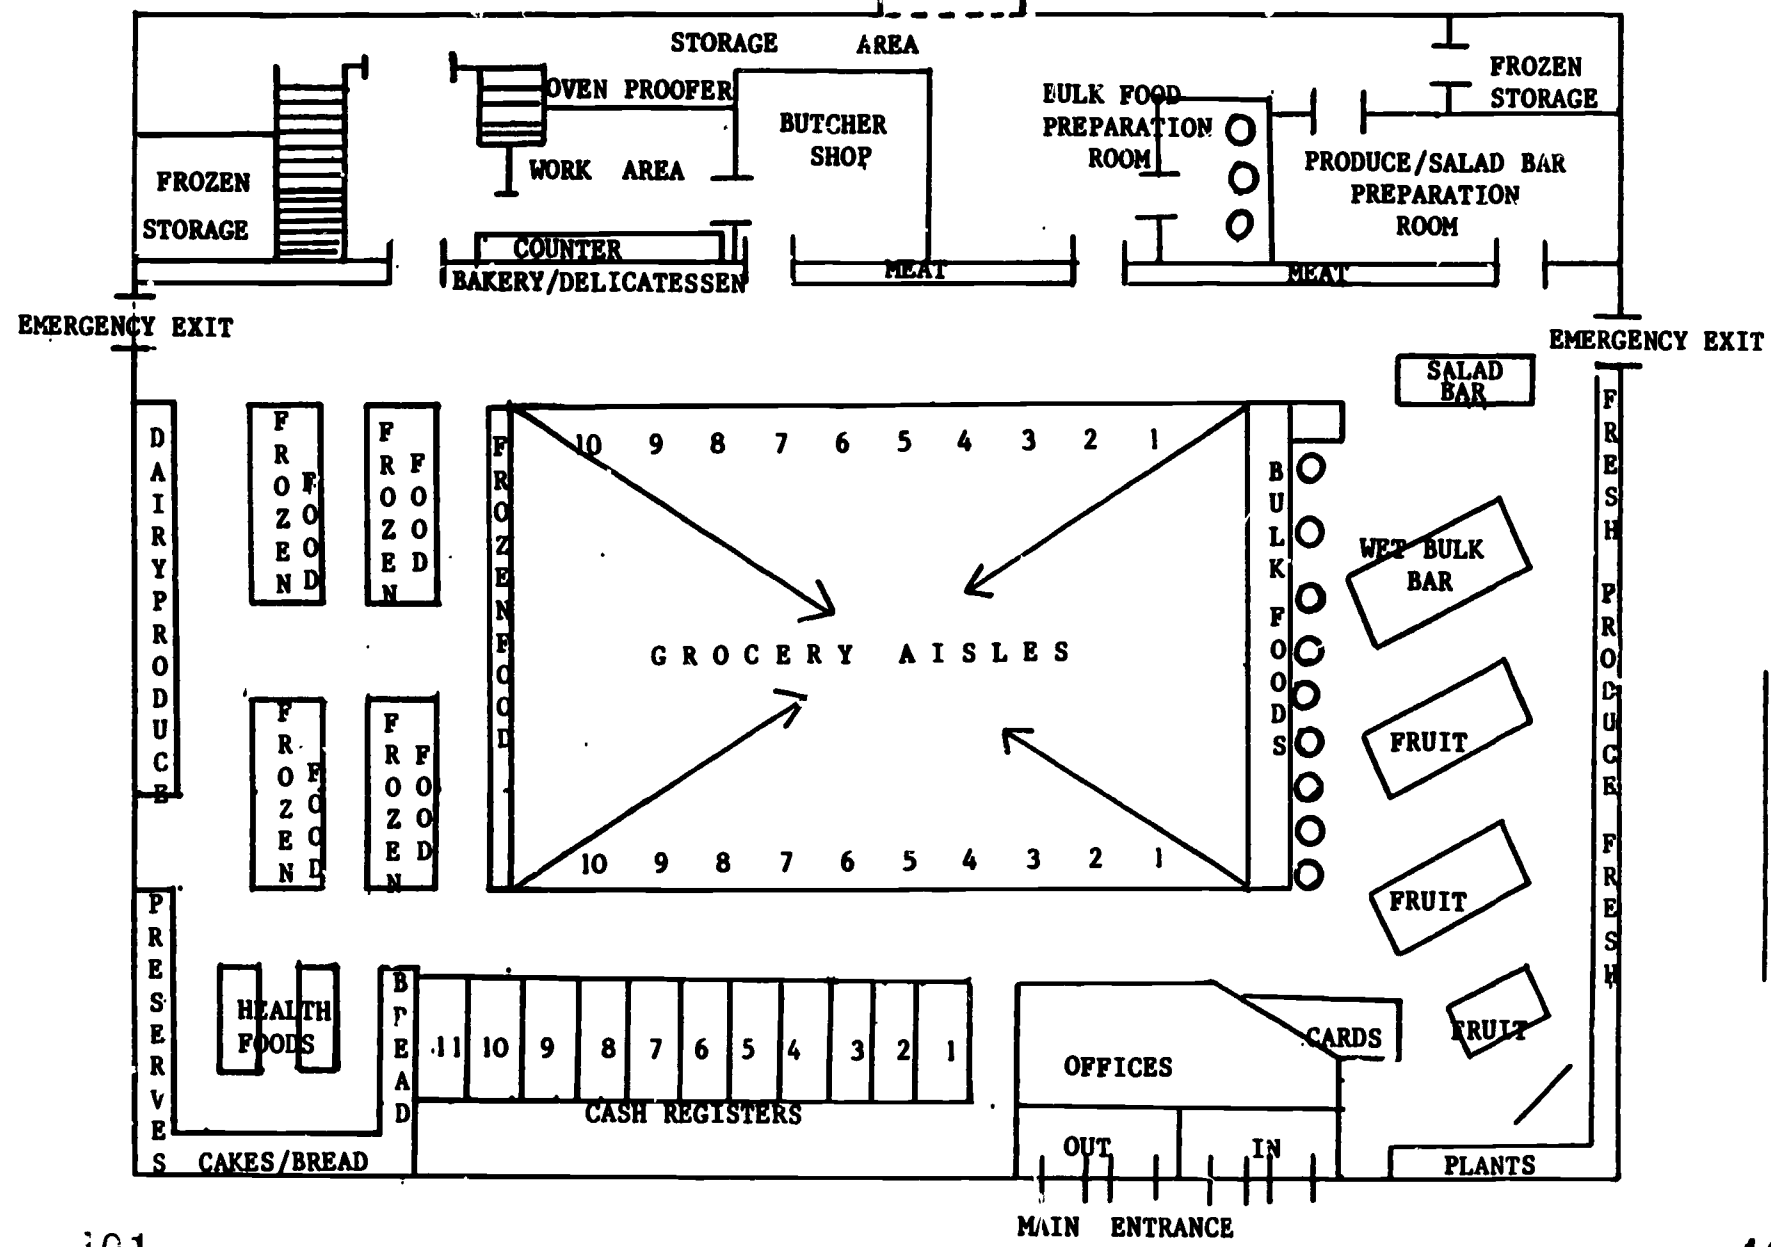 STORAGE AREA
FROZEN
STORAGE
OVEN PROOFER
BUTCHER
SHOP
BULK FOOD
PREPARATION
ROOM
PRODUCE/SALAD BAR
PREPARATION
ROOM
FROZEN
STORAGE
WORK AREA
COUNTER
BAKERY/DELICATESSEN
MEAT
MEAT
EMERGENCY EXIT
EMERGENCY EXIT
SALAD
BAR
DAIRYPRODUCE
FROZEN
FOOD
FROZEN
FOOD
FROZENFOOD
10 9 8 7 6 5 4 3 2 1
BULK FOODS
WET BULK
BAR
FRESH PRODUCE FRESH
GROCERY AISLES
FROZEN
FOOD
FROZEN
FOOD
FRUIT
FRUIT
10 9 8 7 6 5 4 3 2 1
PRESERVES
HEALTH
FOODS
BREAD
11 10 9 8 7 6 5 4 3 2 1
CASH REGISTERS
OFFICES
CARDS
FRUIT
OUT
IN
CAKES/BREAD
PLANTS
MAIN ENTRANCE